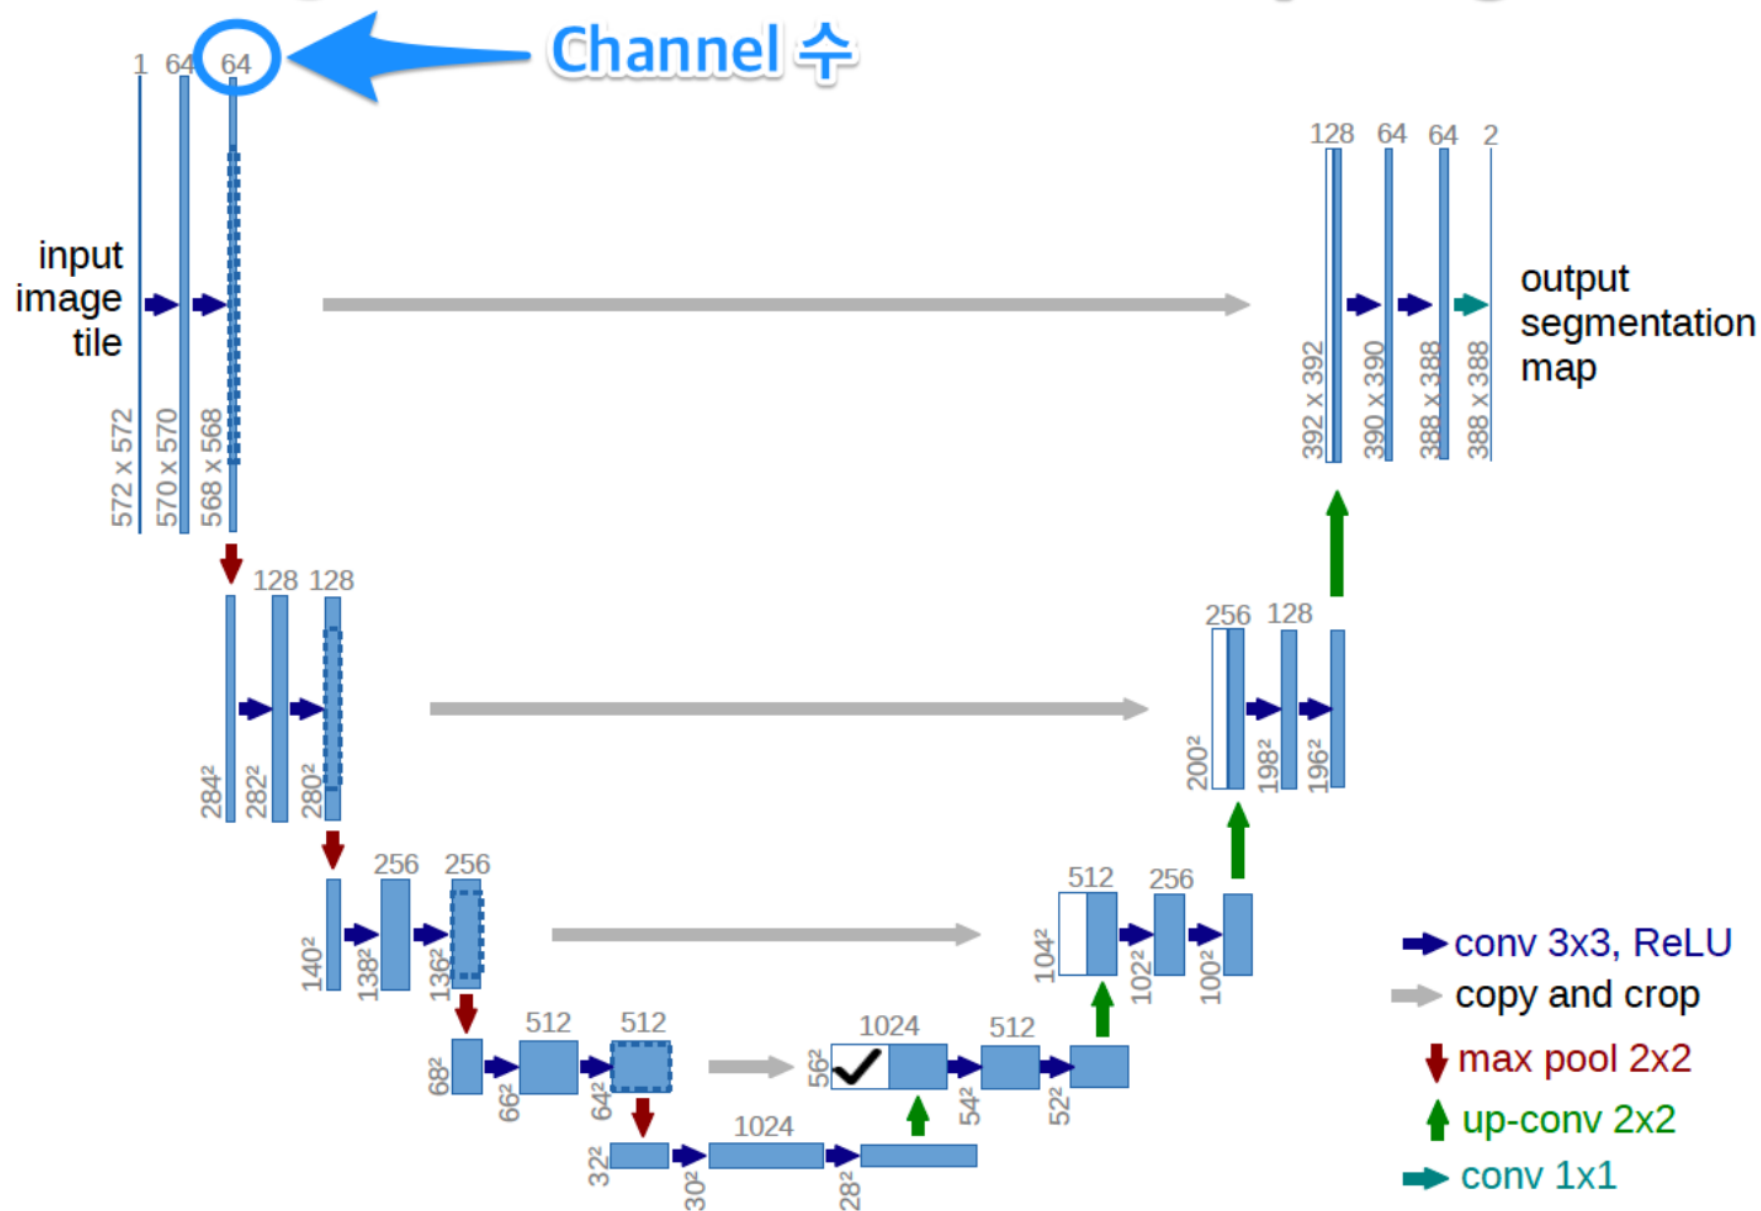 Channel 수
1 64 64
128 64 64 2
input
image
tile
output
segmentation
map
572 x 572
570 x 570
568 x 568
392 x 392
390 x 390
388 x 388
388 x 388
128 128
256 128
284²
282²
280²
200²
198²
196²
256 256
512 256
140²
138²
136²
104²
102²
100²
512 512
1024 512
68²
66²
64²
56²
54²
52²
1024
32²
30²
28²
conv 3x3, ReLU
copy and crop
max pool 2x2
up-conv 2x2
conv 1x1